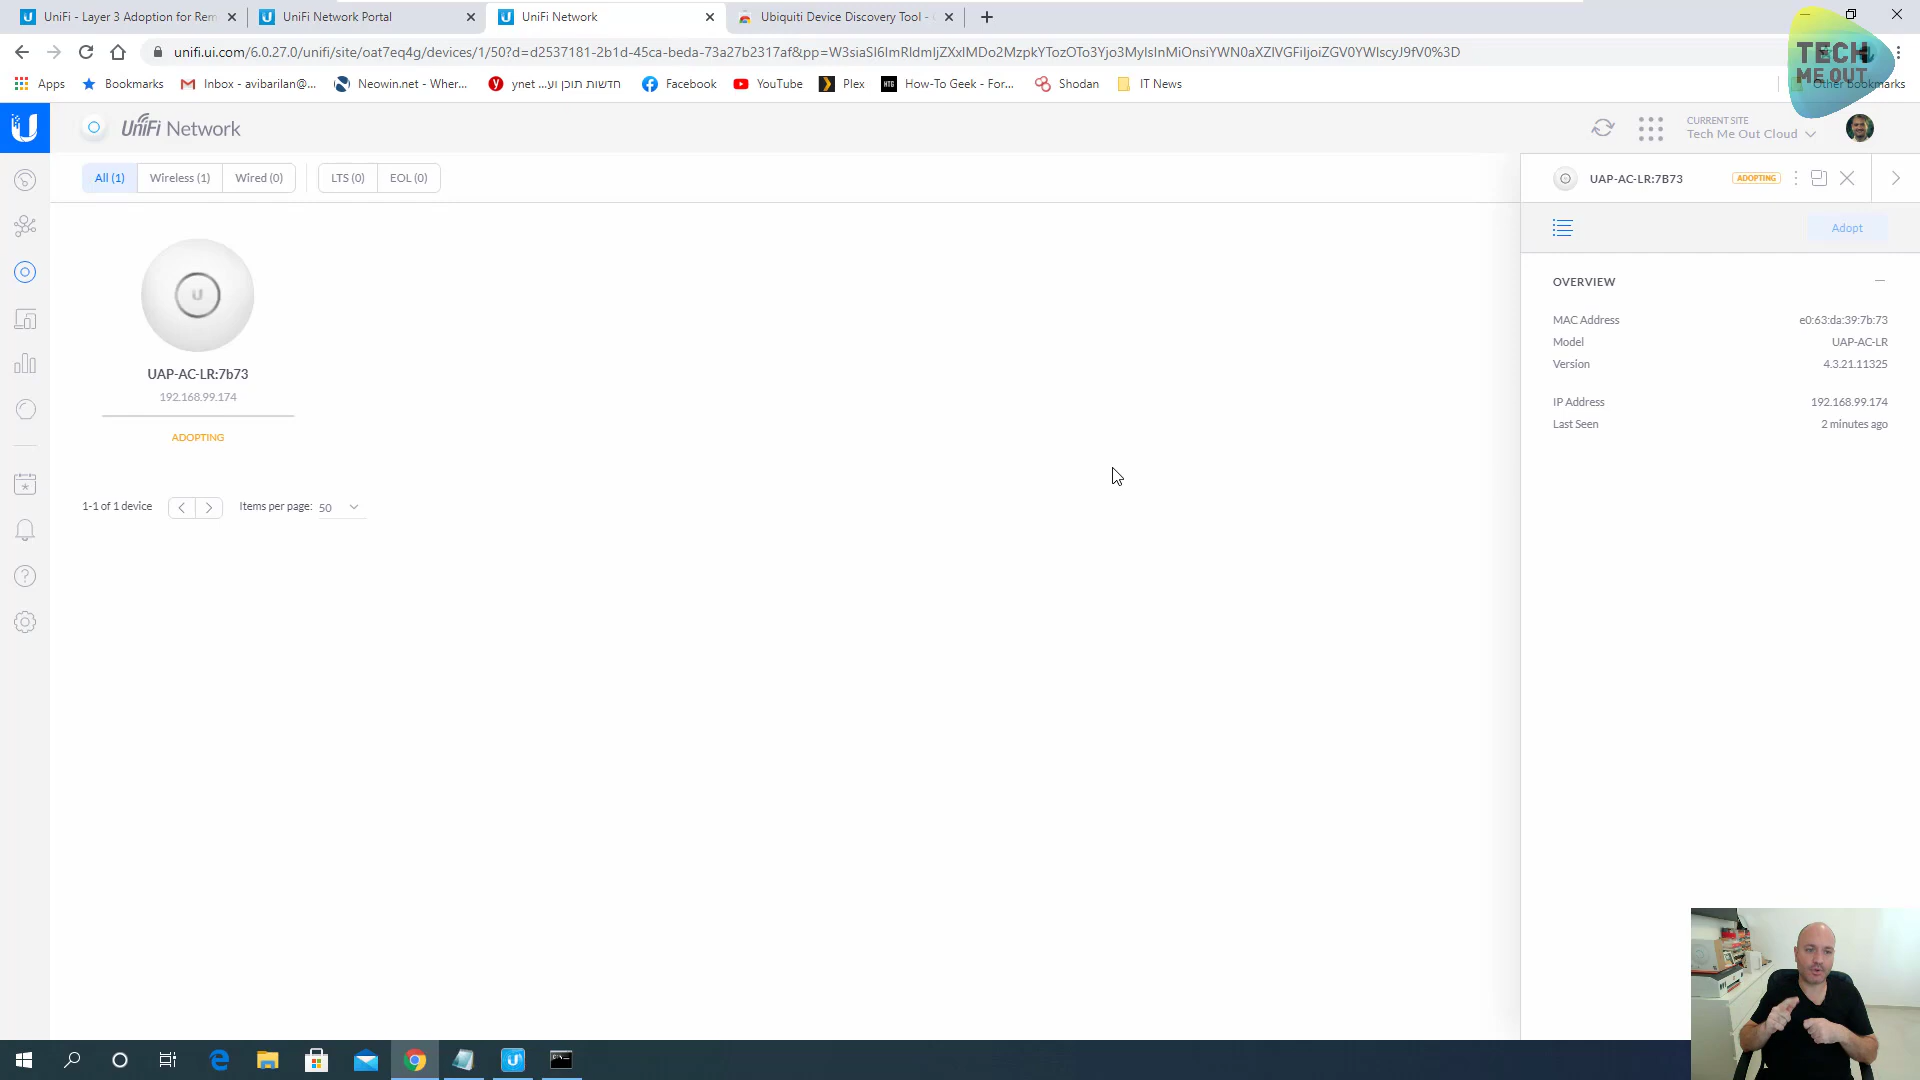 UniFi - Layer 3 Adoption for Rem
UniFi Network Portal
UniFi Network
Ubiquiti Device Discovery Tool -
unifi.ui.com/6.0.27.0/unifi/site/oat7eq4g/devices/1/50?d=d2537181-2b1d-45ca-beda-73a27b2317af&pp=W3siaSI6ImRldmljZXxlMDo2MzpkYTozOTo3Yjo3MyIsInMiOnsiYWN0aXZlVGFiIjoiZGV0YWlscyJ9fV0%3D
Apps
Bookmarks
Inbox - avibarilan@...
Neowin.net - Wher...
ynet חדשות תוכן וע...
Facebook
YouTube
Plex
How-To Geek - For...
Shodan
IT News
Other bookmarks
TECH
ME OUT
UniFi Network
CURRENT SITE
Tech Me Out Cloud
All (1)
Wireless (1)
Wired (0)
LTS (0)
EOL (0)
UAP-AC-LR:7B73
ADOPTING
Adopt
UAP-AC-LR:7b73
192.168.99.174
ADOPTING
1-1 of 1 device
Items per page: 50
OVERVIEW
MAC Address e0:63:da:39:7b:73
Model UAP-AC-LR
Version 4.3.21.11325
IP Address 192.168.99.174
Last Seen 2 minutes ago